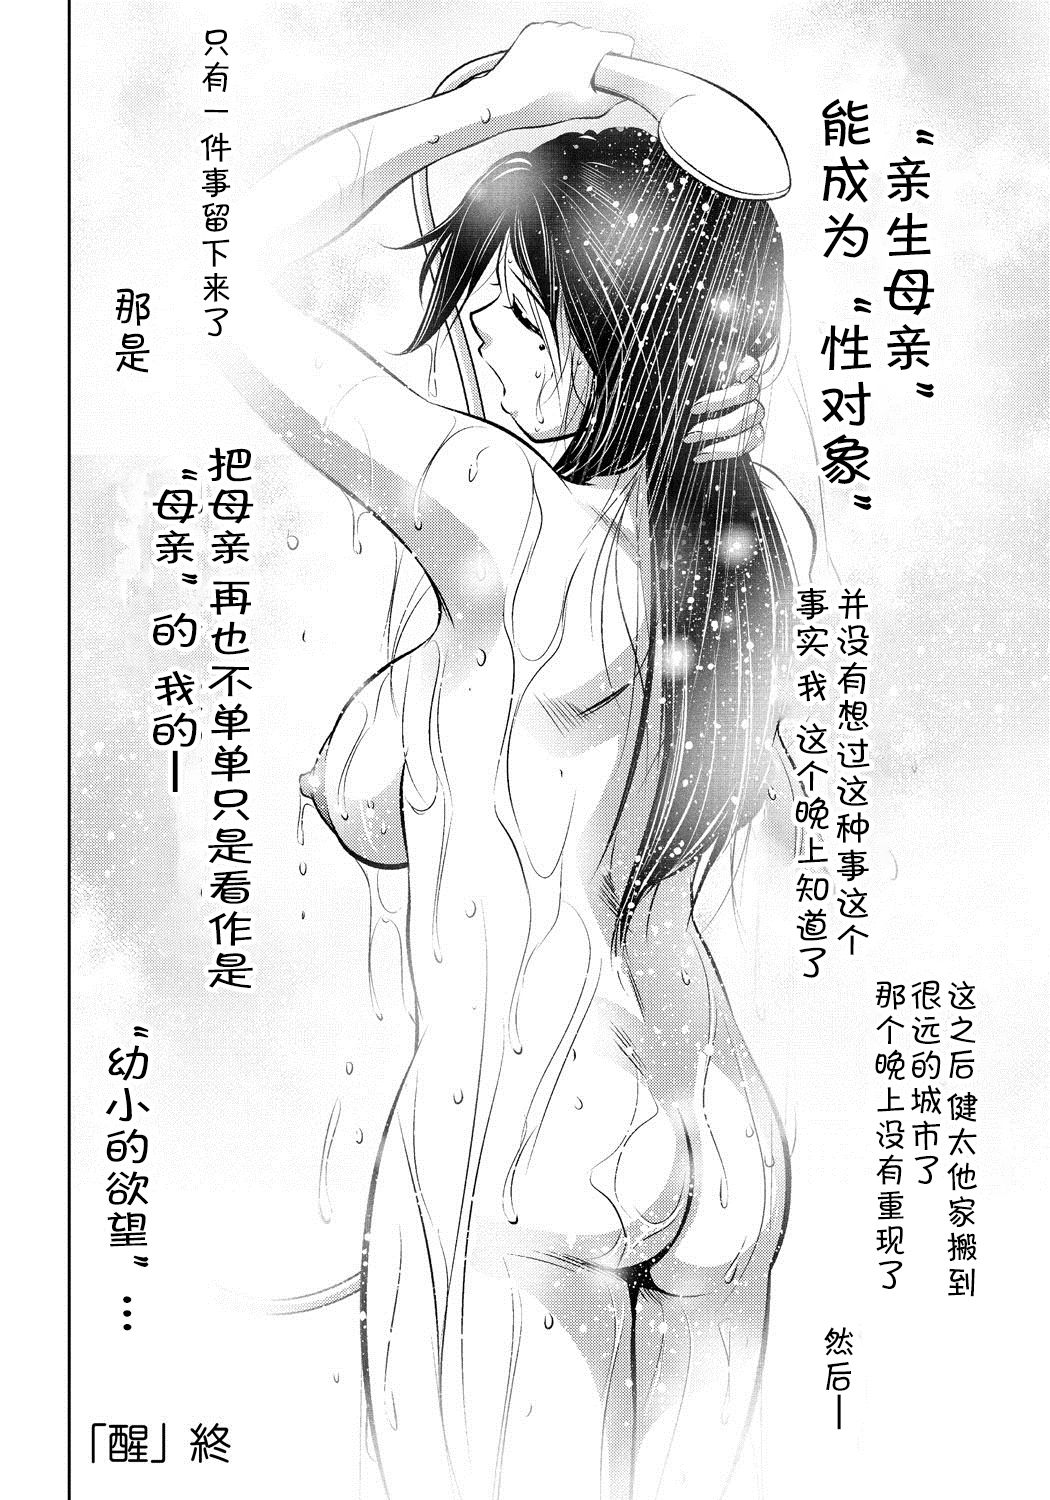 “亲生母亲”
能成为“性对象”
并没有想过这种事这个
事实 我 这个晚上知道了
这之后 健太他家搬到
很远的城市了
那个晚上没有重现了
然后—
只有一件事留下来了
那是
把母亲 再也不单单只是看作是
“母亲”的 我的—
“幼小的欲望”…
「醒」終